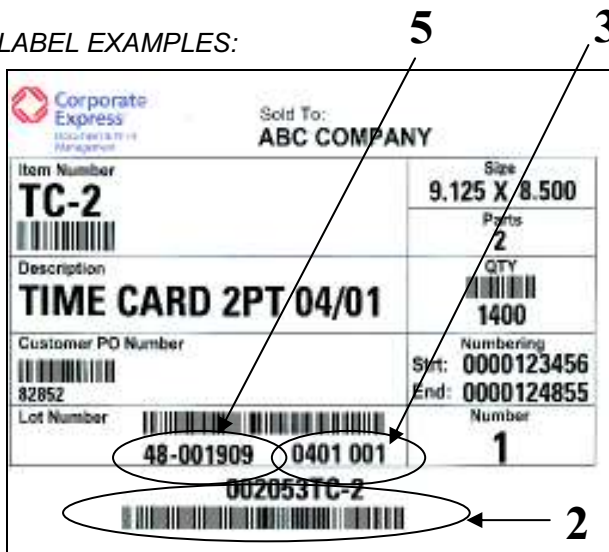 LABEL EXAMPLES:
5
3
Corporate
Express
Sold To:
ABC COMPANY
Item Number
TC-2
Size
9.125 X 8.500
Parts
2
Description
TIME CARD 2PT 04/01
QTY
1400
Customer PO Number
82852
Numbering
Strt: 0000123456
End: 0000124855
Lot Number
48-001909
0401 001
Number
1
002053TC-2
2